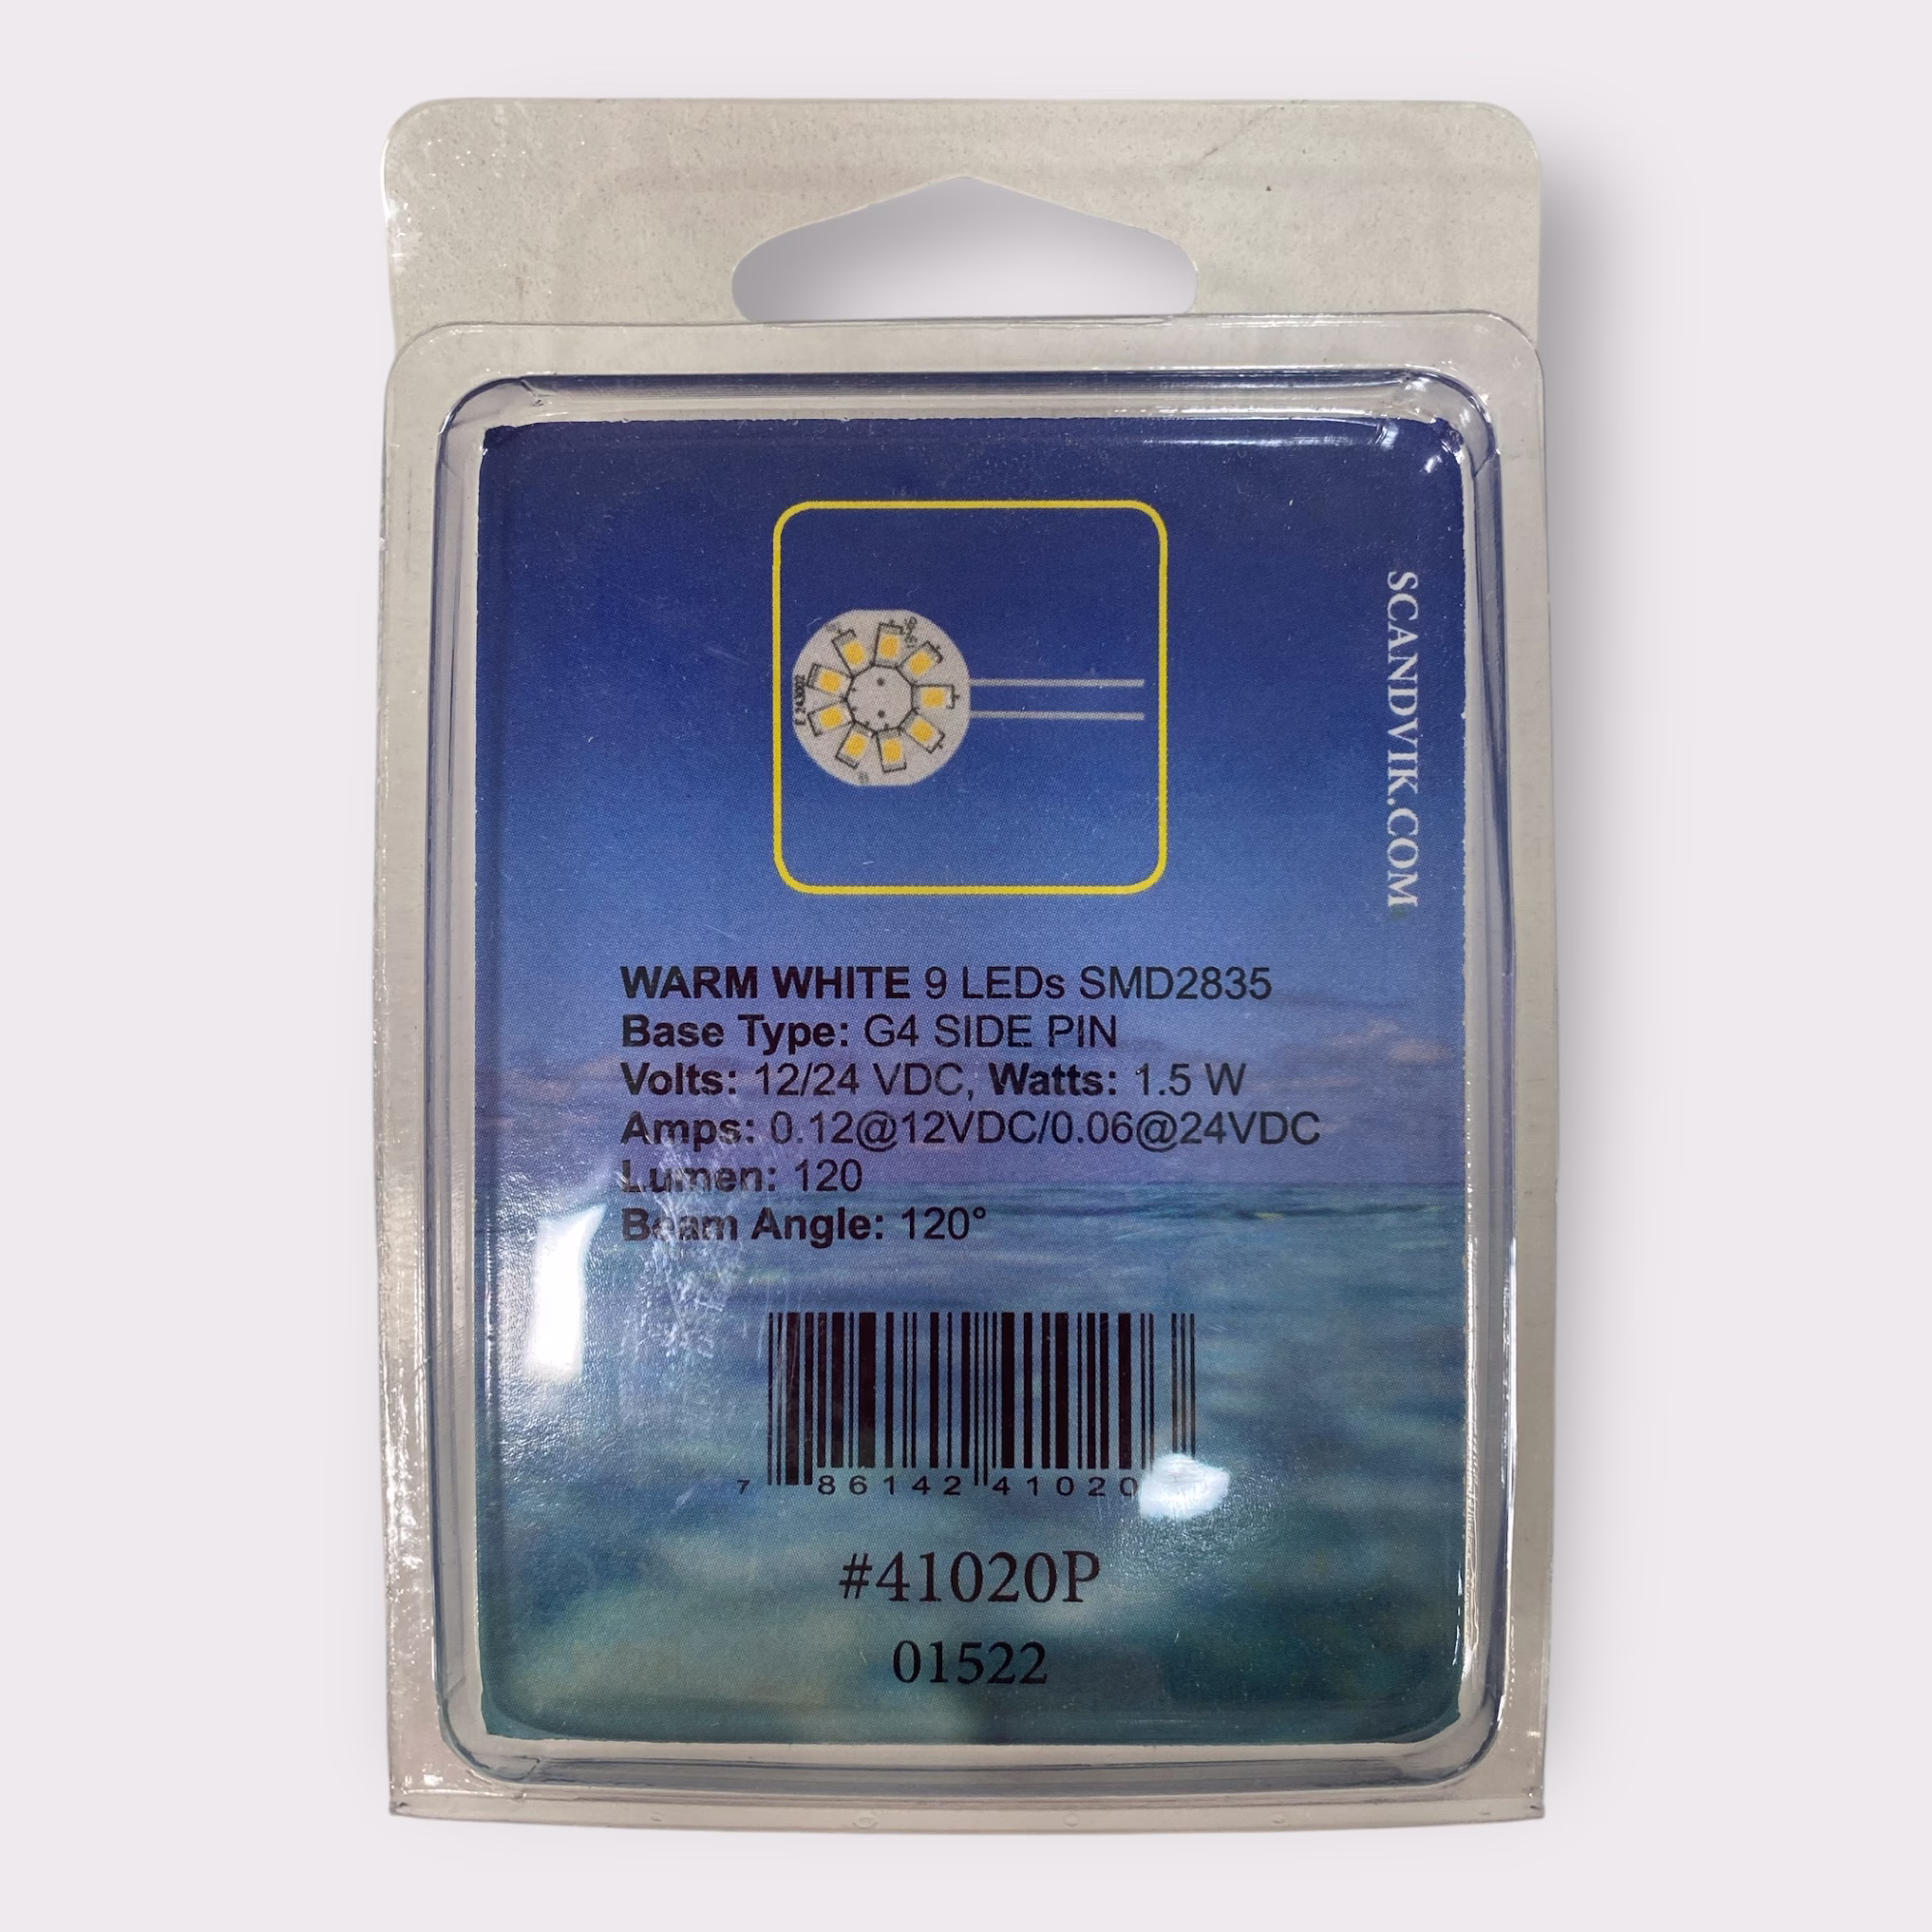 SCANDVIK.COM
E 243002
WARM WHITE 9 LEDs SMD2835
Base Type: G4 SIDE PIN
Volts: 12/24 VDC, Watts: 1.5 W
Amps: 0.12@12VDC/0.06@24VDC
Lumen: 120
Beam Angle: 120°
7 86142 41020
#41020P
01522